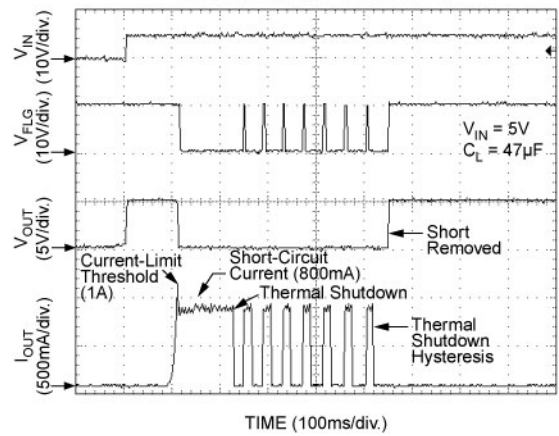 V_IN
(10V/div.)
V_FLG
(10V/div.)
V_IN = 5V
C_L = 47µF
V_OUT
(5V/div.)
Short
Removed
Current-Limit
Threshold
(1A)
Short-Circuit
Current (800mA)
Thermal Shutdown
I_OUT
(500mA/div.)
Thermal
Shutdown
Hysteresis
TIME (100ms/div.)